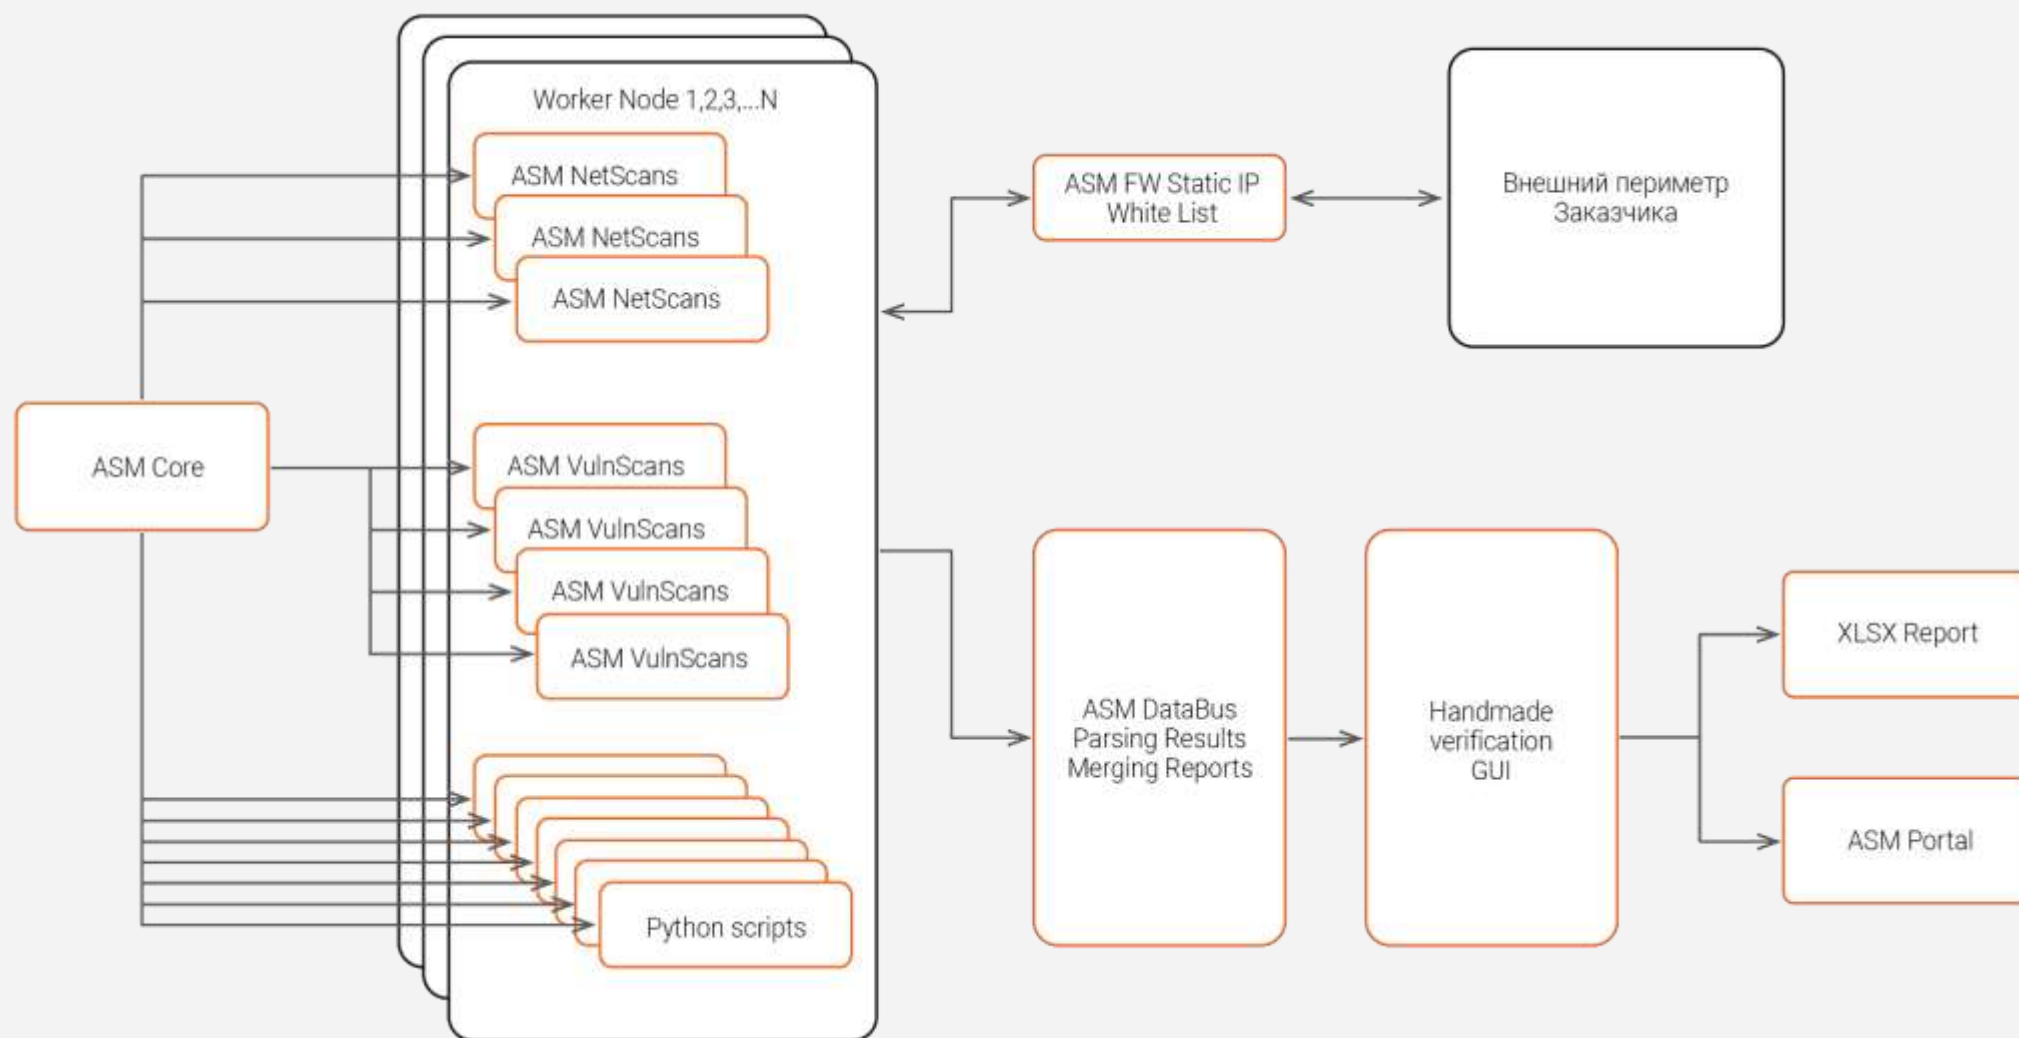 Worker Node 1,2,3,...N
ASM NetScans
ASM NetScans
ASM NetScans
ASM Core
ASM VulnScans
ASM VulnScans
ASM VulnScans
ASM VulnScans
Python scripts
ASM FW Static IP
White List
Внешний периметр
Заказчика
ASM DataBus
Parsing Results
Merging Reports
Handmade
verification
GUI
XLSX Report
ASM Portal